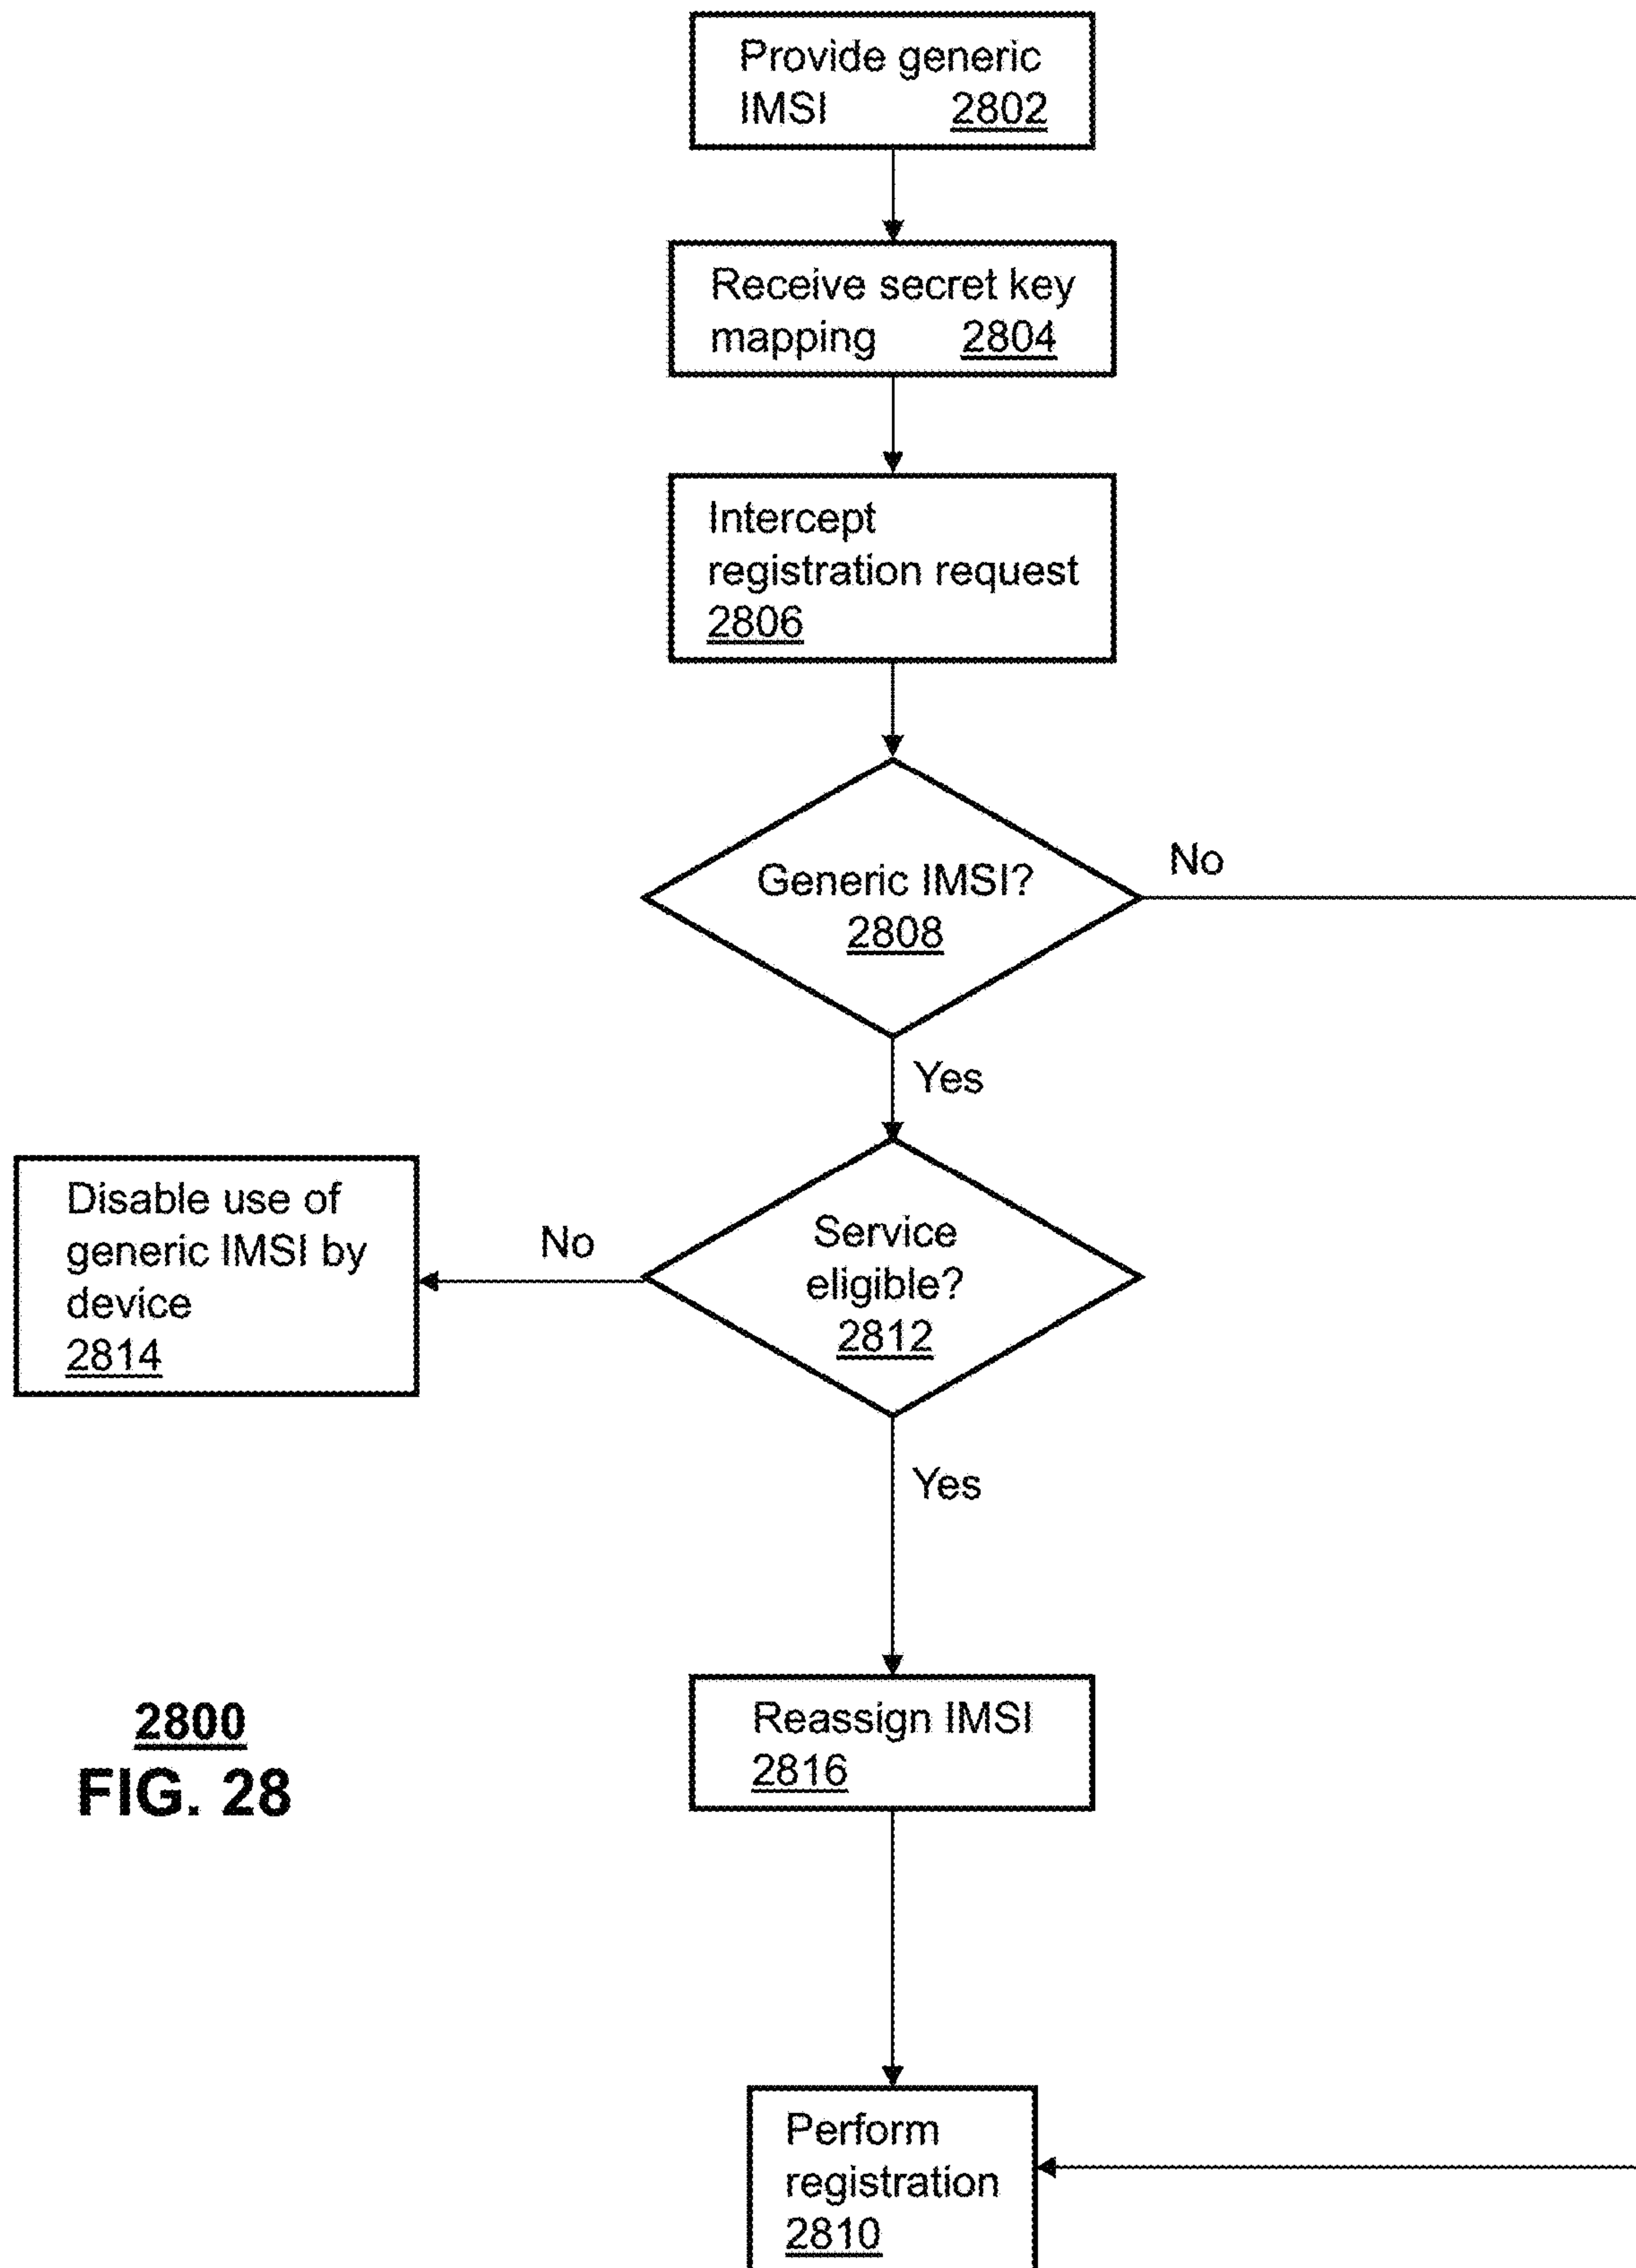 Provide generic
IMSI 2802
Receive secret key
mapping 2804
Intercept
registration request
2806
Generic IMSI?
2808
No
Yes
Service
eligible?
2812
No
Disable use of
generic IMSI by
device
2814
Yes
Reassign IMSI
2816
2800
FIG. 28
Perform
registration
2810